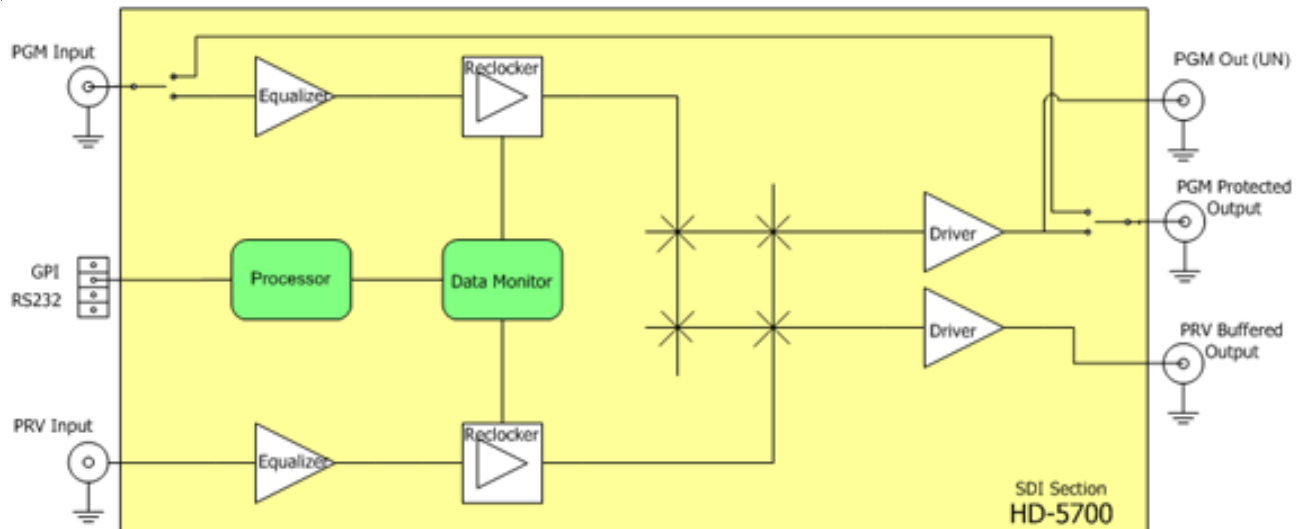 PGM Input
Reclocker
Equalizer
PGM Out (UN)
PGM Protected
Output
Driver
GPI
RS232
Processor
Data Monitor
Driver
PRV Buffered
Output
PRV Input
Reclocker
Equalizer
SDI Section
HD-5700